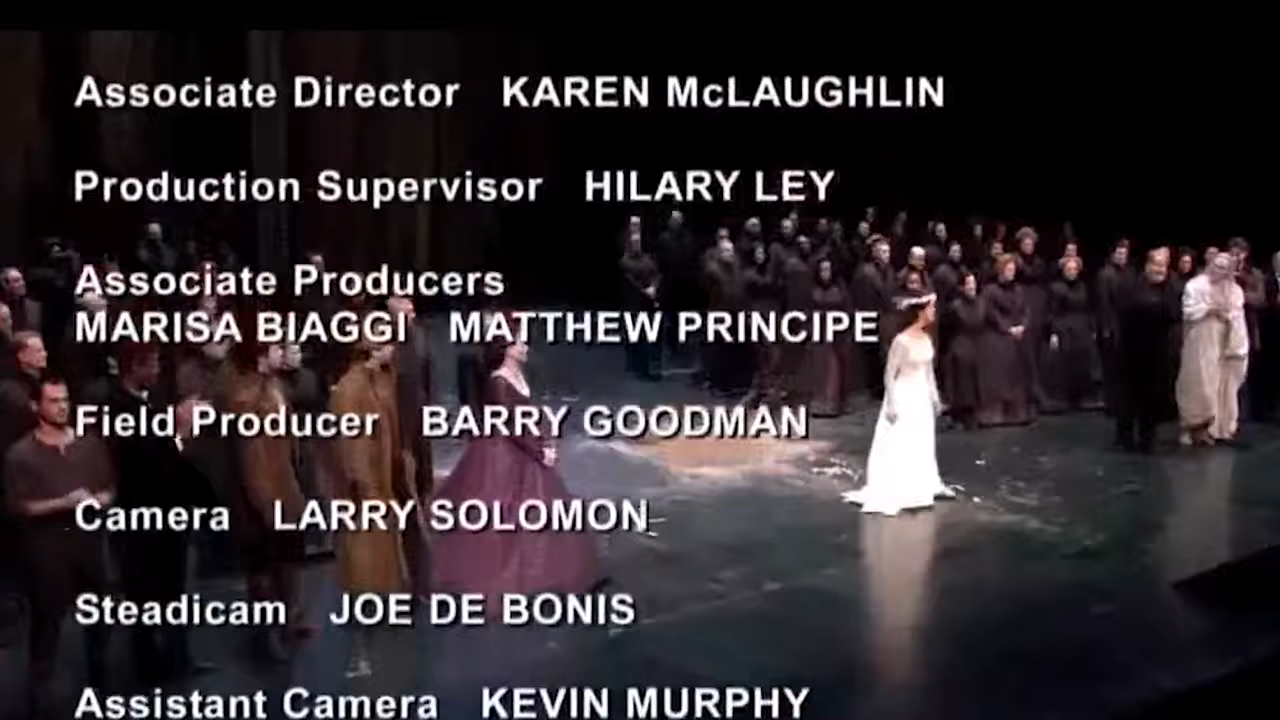 Associate Director KAREN McLAUGHLIN
Production Supervisor HILARY LEY
Associate Producers
MARISA BIAGGI MATTHEW PRINCIPE
Field Producer BARRY GOODMAN
Camera LARRY SOLOMON
Steadicam JOE DE BONIS
Assistant Camera KEVIN MURPHY